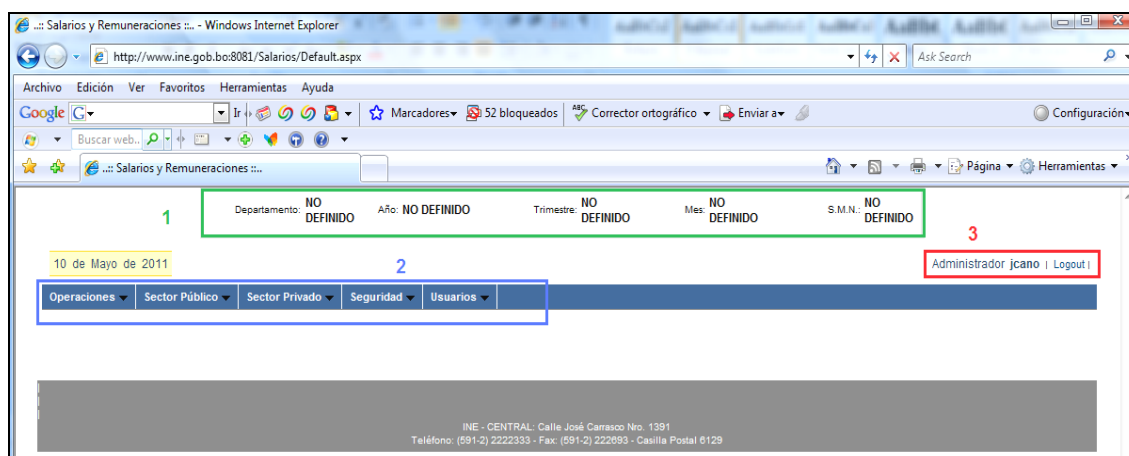 ..:: Salarios y Remuneraciones ::.. - Windows Internet Explorer
http://www.ine.gob.bo:8081/Salarios/Default.aspx
Ask Search
Archivo Edición Ver Favoritos Herramientas Ayuda
Google G Ir Marcadores 52 bloqueados ABC Corrector ortográfico Enviar a Configuración
Buscar web..
..:: Salarios y Remuneraciones ::.. Página Herramientas
1
Departamento: NO DEFINIDO Año: NO DEFINIDO Trimestre: NO DEFINIDO Mes: NO DEFINIDO S.M.N.: NO DEFINIDO
3
10 de Mayo de 2011
2
Administrador jcano | Logout |
Operaciones Sector Público Sector Privado Seguridad Usuarios
INE - CENTRAL: Calle José Carrasco Nro. 1391
Teléfono: (591-2) 2222333 - Fax: (591-2) 222693 - Casilla Postal 6129